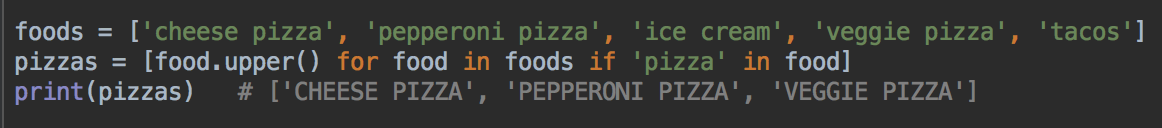 foods = ['cheese pizza', 'pepperoni pizza', 'ice cream', 'veggie pizza', 'tacos']
pizzas = [food.upper() for food in foods if 'pizza' in food]
print(pizzas)   # ['CHEESE PIZZA', 'PEPPERONI PIZZA', 'VEGGIE PIZZA']